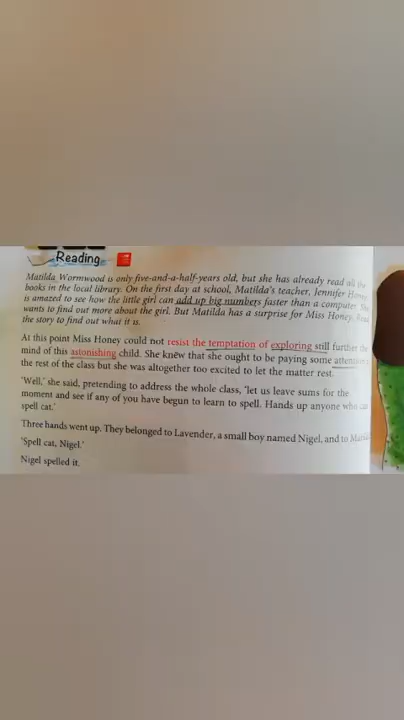 Reading
Matilda Wormwood is only five-and-a-half-years old, but she has already read all the
books in the local library. On the first day at school, Matilda's teacher, Jennifer Honey,
is amazed to see how the little girl can add up big numbers faster than a computer. She
wants to find out more about the girl. But Matilda has a surprise for Miss Honey. Read
the story to find out what it is.
At this point Miss Honey could not resist the temptation of exploring still further the
mind of this astonishing child. She knew that she ought to be paying some attention
the rest of the class but she was altogether too excited to let the matter rest.
'Well,' she said, pretending to address the whole class, 'let us leave sums for the
moment and see if any of you have begun to learn to spell. Hands up anyone who can
spell cat.'
Three hands went up. They belonged to Lavender, a small boy named Nigel, and to Matilda
'Spell cat, Nigel.'
Nigel spelled it.